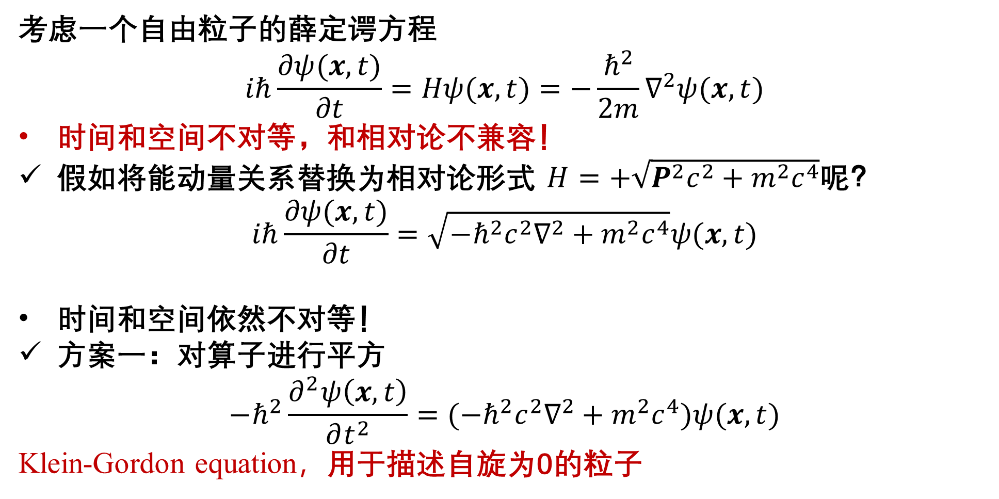 考虑一个自由粒子的薛定谔方程
$i\hbar \frac{\partial \psi(\boldsymbol{x}, t)}{\partial t} = H\psi(\boldsymbol{x}, t) = -\frac{\hbar^2}{2m} \nabla^2 \psi(\boldsymbol{x}, t)$
• 时间和空间不对等，和相对论不兼容！
✓ 假如将能动量关系替换为相对论形式 $H = +\sqrt{\boldsymbol{P}^2 c^2 + m^2 c^4}$呢？
$i\hbar \frac{\partial \psi(\boldsymbol{x}, t)}{\partial t} = \sqrt{-\hbar^2 c^2 \nabla^2 + m^2 c^4} \psi(\boldsymbol{x}, t)$
• 时间和空间依然不对等！
✓ 方案一：对算子进行平方
$-\hbar^2 \frac{\partial^2 \psi(\boldsymbol{x}, t)}{\partial t^2} = (-\hbar^2 c^2 \nabla^2 + m^2 c^4)\psi(\boldsymbol{x}, t)$
Klein-Gordon equation，用于描述自旋为0的粒子